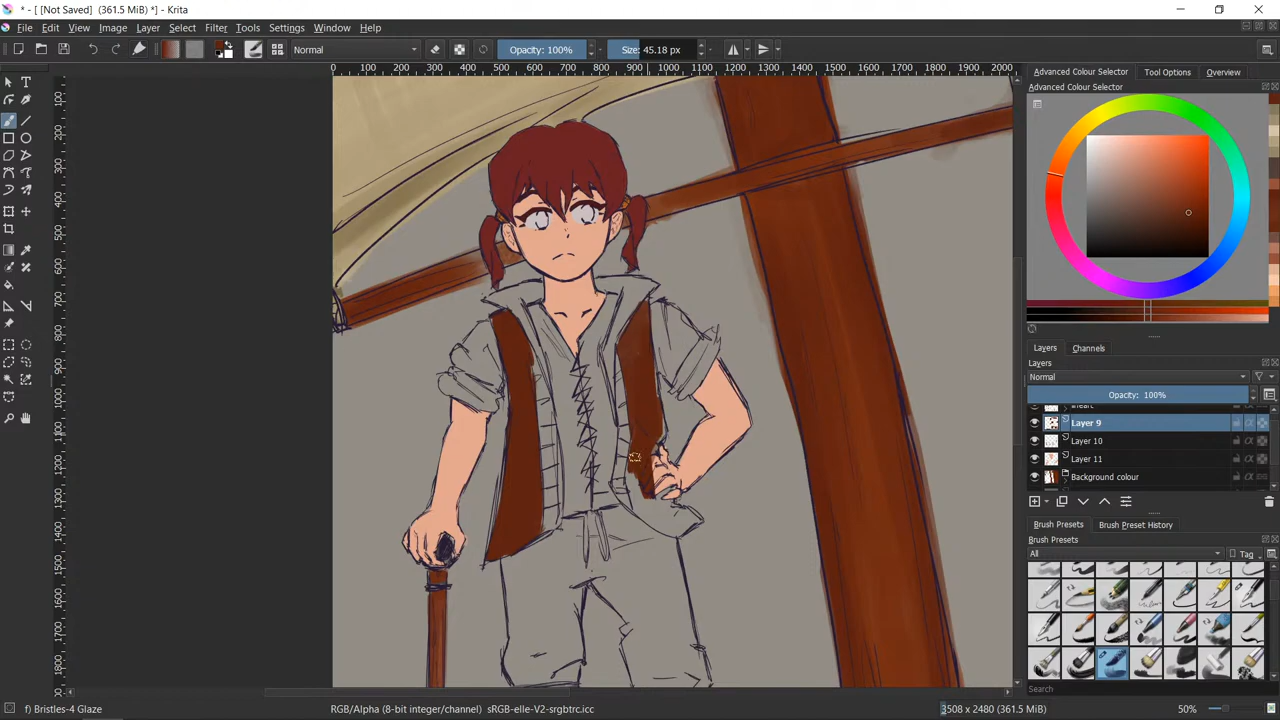 * - [ [Not Saved]  (361.5 MiB) *] - Krita
File Edit View Image Layer Select Filter Tools Settings Window Help
Normal Opacity: 100% Size: 45.18 px
0 100 200 300 400 500 600 700 800 900 1000 1100 1200 1300 1400 1500 1600 1700 1800 1900 2000
Advanced Colour Selector Tool Options Overview
Advanced Colour Selector
Layers Channels
Layers
Normal
Opacity: 100%
Layer 9
Layer 10
Layer 11
Background colour
Brush Presets Brush Preset History
Brush Presets
All Tag
Search
f) Bristles-4 Glaze RGB/Alpha (8-bit integer/channel) sRGB-elle-V2-srgbtrc.icc 3508 x 2480 (361.5 MiB) 50%